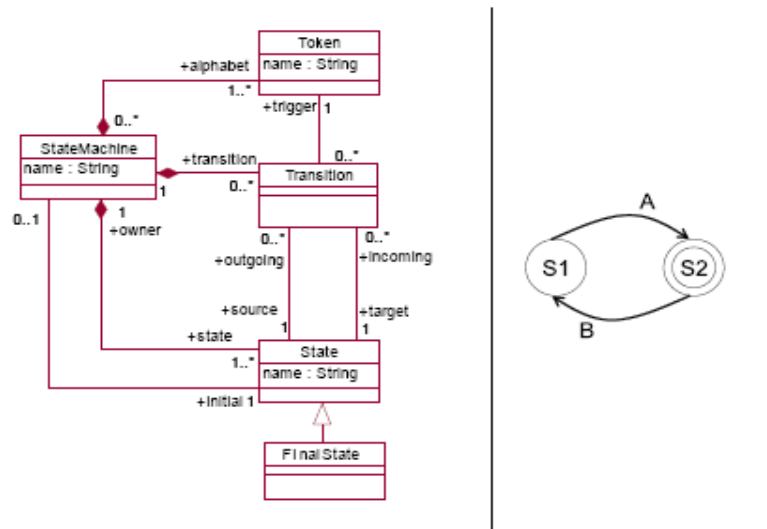 Token
name : String
+alphabet
1..*
+trigger 1
0..*
StateMachine
name : String
+transition
0..*
1
0..*
Transition
0..1
1
+owner
0..*
+outgoing
0..*
+incoming
+source
1
+target
1
+state
1..*
State
name : String
+initial 1
FinalState
A
S1
S2
B